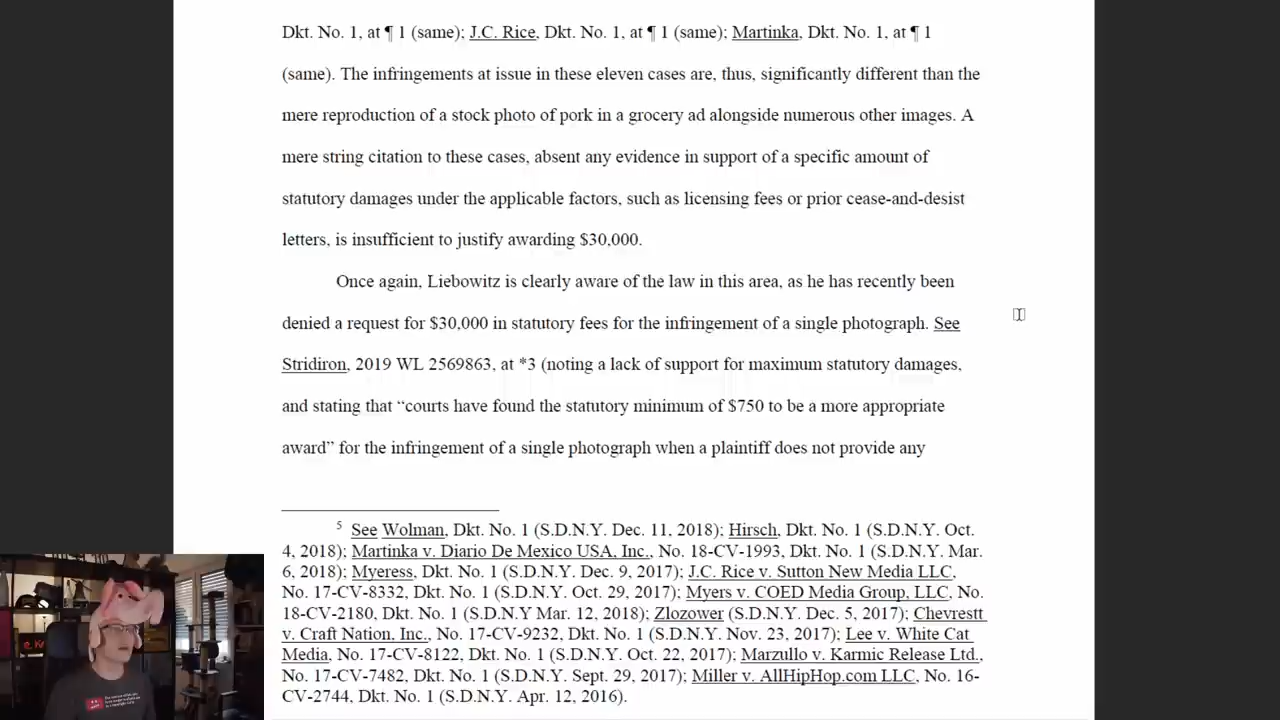 Dkt. No. 1, at ¶ 1 (same); J.C. Rice, Dkt. No. 1, at ¶ 1 (same); Martinka, Dkt. No. 1, at ¶ 1
(same). The infringements at issue in these eleven cases are, thus, significantly different than the
mere reproduction of a stock photo of pork in a grocery ad alongside numerous other images. A
mere string citation to these cases, absent any evidence in support of a specific amount of
statutory damages under the applicable factors, such as licensing fees or prior cease-and-desist
letters, is insufficient to justify awarding $30,000.
Once again, Liebowitz is clearly aware of the law in this area, as he has recently been
denied a request for $30,000 in statutory fees for the infringement of a single photograph. See
Stridiron, 2019 WL 2569863, at *3 (noting a lack of support for maximum statutory damages,
and stating that “courts have found the statutory minimum of $750 to be a more appropriate
award” for the infringement of a single photograph when a plaintiff does not provide any
5 See Wolman, Dkt. No. 1 (S.D.N.Y. Dec. 11, 2018); Hirsch, Dkt. No. 1 (S.D.N.Y. Oct.
4, 2018); Martinka v. Diario De Mexico USA, Inc., No. 18-CV-1993, Dkt. No. 1 (S.D.N.Y. Mar.
6, 2018); Myeress, Dkt. No. 1 (S.D.N.Y. Dec. 9, 2017); J.C. Rice v. Sutton New Media LLC,
No. 17-CV-8332, Dkt. No. 1 (S.D.N.Y. Oct. 29, 2017); Myers v. COED Media Group, LLC, No.
18-CV-2180, Dkt. No. 1 (S.D.N.Y Mar. 12, 2018); Zlozower (S.D.N.Y. Dec. 5, 2017); Chevrestt
v. Craft Nation, Inc., No. 17-CV-9232, Dkt. No. 1 (S.D.N.Y. Nov. 23, 2017); Lee v. White Cat
Media, No. 17-CV-8122, Dkt. No. 1 (S.D.N.Y. Oct. 22, 2017); Marzullo v. Karmic Release Ltd.,
No. 17-CV-7482, Dkt. No. 1 (S.D.N.Y. Sept. 29, 2017); Miller v. AllHipHop.com LLC, No. 16-
CV-2744, Dkt. No. 1 (S.D.N.Y. Apr. 12, 2016).